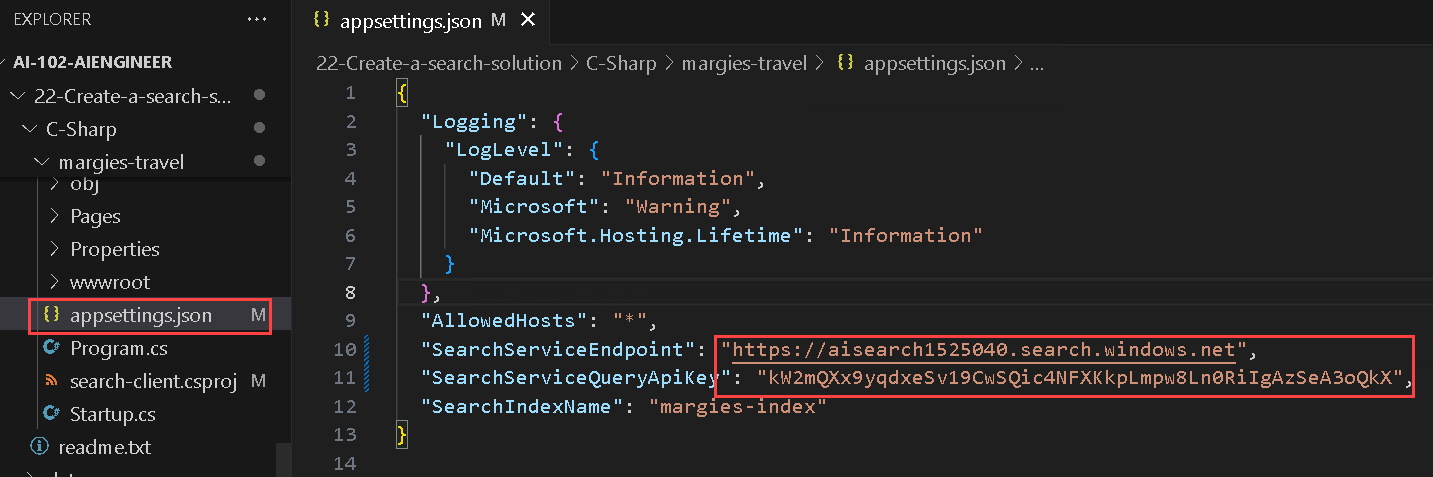 EXPLORER ...
AI-102-AIENGINEER
22-Create-a-search-s...
C-Sharp
margies-travel
obj
Pages
Properties
wwwroot
{} appsettings.json M
Program.cs
search-client.csproj M
Startup.cs
readme.txt
{} appsettings.json M
22-Create-a-search-solution > C-Sharp > margies-travel > {} appsettings.json > ...
1 {
2 "Logging": {
3 "LogLevel": {
4 "Default": "Information",
5 "Microsoft": "Warning",
6 "Microsoft.Hosting.Lifetime": "Information"
7 }
8 },
9 "AllowedHosts": "*",
10 "SearchServiceEndpoint": "https://aisearch1525040.search.windows.net",
11 "SearchServiceQueryApiKey": "kW2mQXx9yqdxeSv19CwSQic4NFXKkpLmpw8Ln0RiIgAzSeA3oQkX",
12 "SearchIndexName": "margies-index"
13 }
14